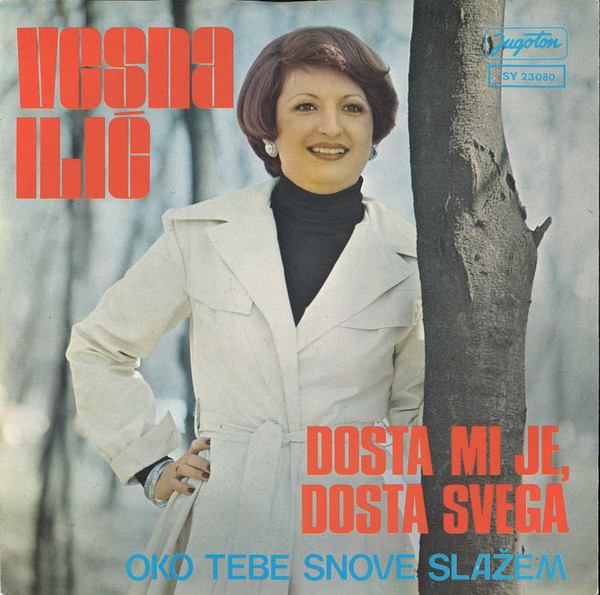 Vesna
Ilić
Jugoton
SY 23080
DOSTA MI JE,
DOSTA SVEGA
OKO TEBE SNOVE SLAŽEM